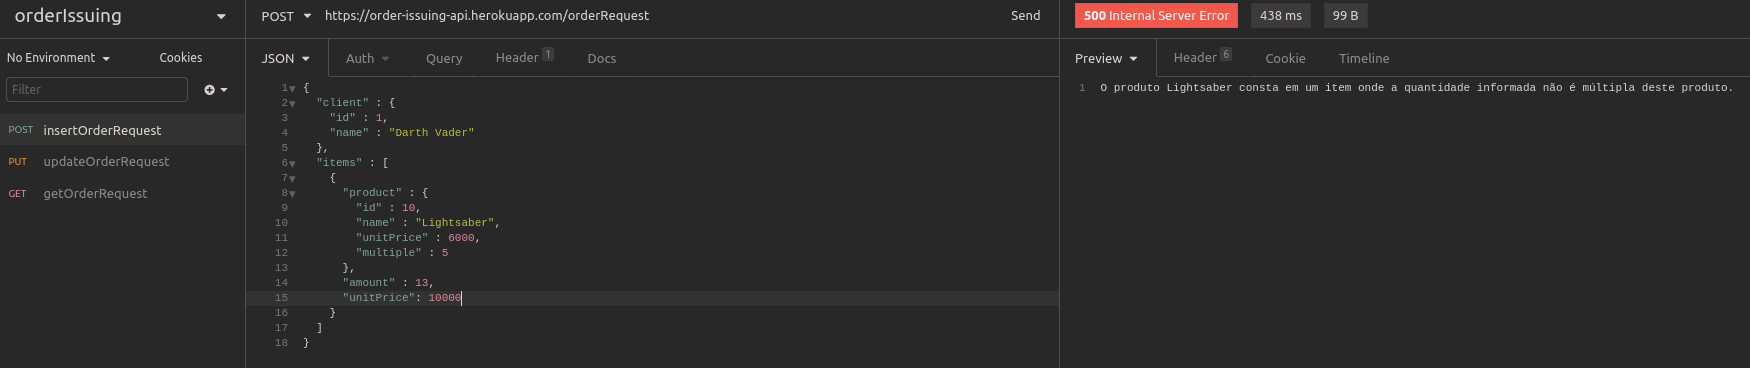 orderIssuing
POST https://order-issuing-api.herokuapp.com/orderRequest Send
500 Internal Server Error 438 ms 99 B
No Environment Cookies
JSON Auth Query Header 1 Docs
Preview Header 6 Cookie Timeline
Filter
POST insertOrderRequest
PUT updateOrderRequest
GET getOrderRequest
1 {
2 "client" : {
3 "id" : 1,
4 "name" : "Darth Vader"
5 },
6 "items" : [
7 {
8 "product" : {
9 "id" : 10,
10 "name" : "Lightsaber",
11 "unitPrice" : 6000,
12 "multiple" : 5
13 },
14 "amount" : 13,
15 "unitPrice": 10000
16 }
17 ]
18 }
1 O produto Lightsaber consta em um item onde a quantidade informada não é múltipla deste produto.